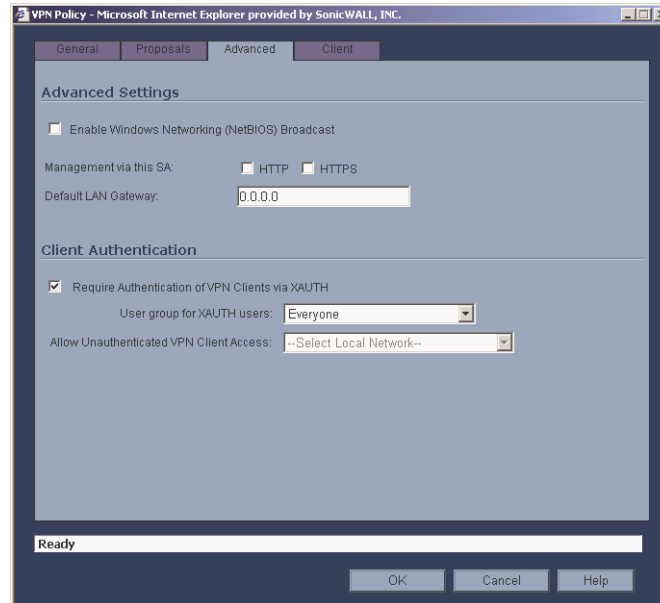 VPN Policy - Microsoft Internet Explorer provided by SonicWALL, INC.
General Proposals Advanced Client
Advanced Settings
Enable Windows Networking (NetBIOS) Broadcast
Management via this SA: HTTP HTTPS
Default LAN Gateway: 0.0.0.0
Client Authentication
Require Authentication of VPN Clients via XAUTH
User group for XAUTH users: Everyone
Allow Unauthenticated VPN Client Access: --Select Local Network--
Ready
OK Cancel Help